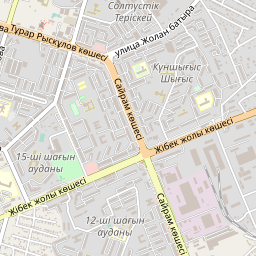 Солтүстік
Теріскей
улица Жолан батыра
Тұрар Рысқұлов көшесі
Күншығыс
Шығыс
Сайрам көшесі
Жібек жолы көшесі
15-ші шағын
ауданы
Жібек жолы көшесі
12-ші шағын
ауданы
Сайрам көшесі